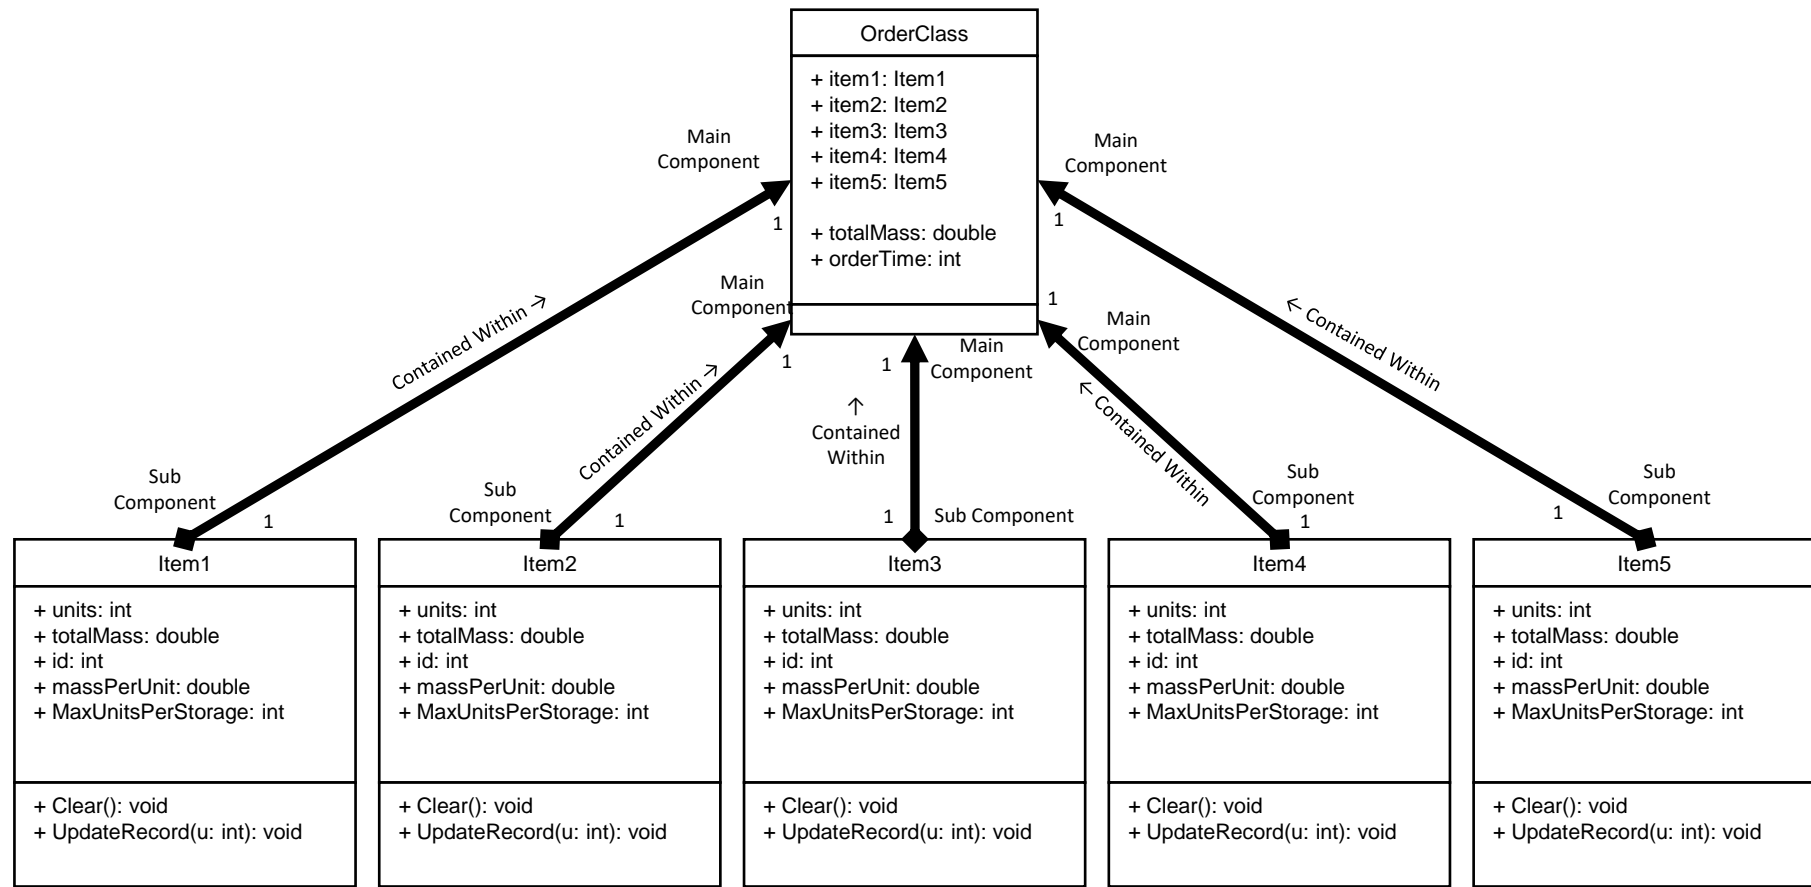 OrderClass
+ item1: Item1
+ item2: Item2
+ item3: Item3
+ item4: Item4
+ item5: Item5
+ totalMass: double
+ orderTime: int
Main
Component
1
Main
Component
1
Main
Component
1
1
Main
Component
1
Main
Component
Contained Within →
Contained Within →
↑
Contained
Within
← Contained Within
← Contained Within
Sub
Component
1
Sub
Component
1
1
Sub Component
Sub
Component
1
Sub
Component
1
Item1
+ units: int
+ totalMass: double
+ id: int
+ massPerUnit: double
+ MaxUnitsPerStorage: int
+ Clear(): void
+ UpdateRecord(u: int): void
Item2
+ units: int
+ totalMass: double
+ id: int
+ massPerUnit: double
+ MaxUnitsPerStorage: int
+ Clear(): void
+ UpdateRecord(u: int): void
Item3
+ units: int
+ totalMass: double
+ id: int
+ massPerUnit: double
+ MaxUnitsPerStorage: int
+ Clear(): void
+ UpdateRecord(u: int): void
Item4
+ units: int
+ totalMass: double
+ id: int
+ massPerUnit: double
+ MaxUnitsPerStorage: int
+ Clear(): void
+ UpdateRecord(u: int): void
Item5
+ units: int
+ totalMass: double
+ id: int
+ massPerUnit: double
+ MaxUnitsPerStorage: int
+ Clear(): void
+ UpdateRecord(u: int): void